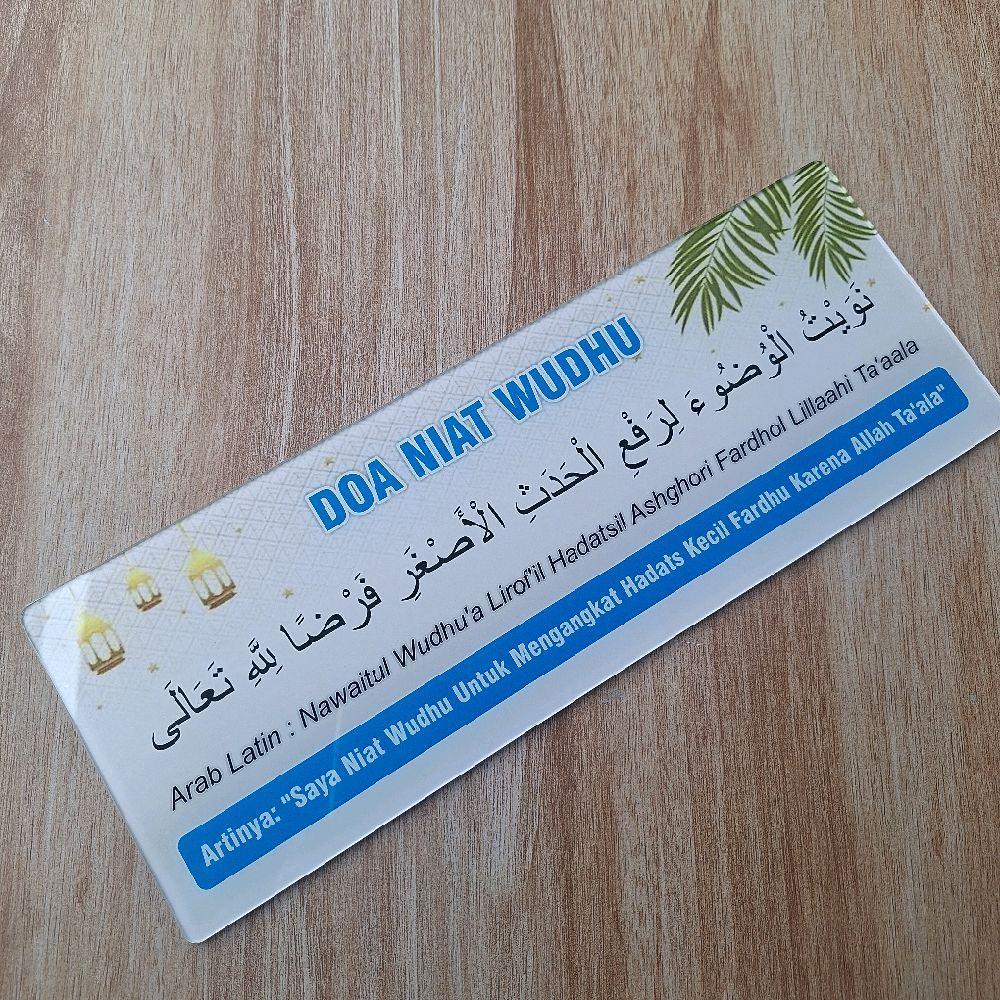 DOA NIAT WUDHU
نَوَيْتُ الْوُضُوْءَ لِرَفْعِ الْحَدَثِ الْأَصْغَرِ فَرْضًا لِلّٰهِ تَعَالَى
Arab Latin : Nawaitul Wudhu'a Lirof'il Hadatsil Ashghori Fardhol Lillaahi Ta'aala
Artinya: "Saya Niat Wudhu Untuk Mengangkat Hadats Kecil Fardhu Karena Allah Ta'ala"